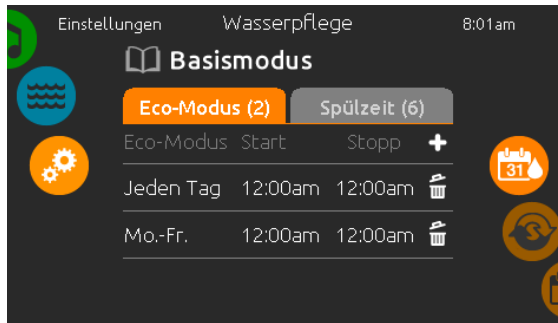 Einstellungen Wasserpflege 8:01am
Basismodus
Eco-Modus (2) Spülzeit (6)
Eco-Modus Start Stopp +
Jeden Tag 12:00am 12:00am
31
Mo.-Fr. 12:00am 12:00am